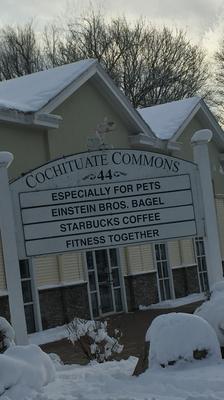 COCHITUATE COMMONS
44
ESPECIALLY FOR PETS
EINSTEIN BROS. BAGEL
STARBUCKS COFFEE
FITNESS TOGETHER